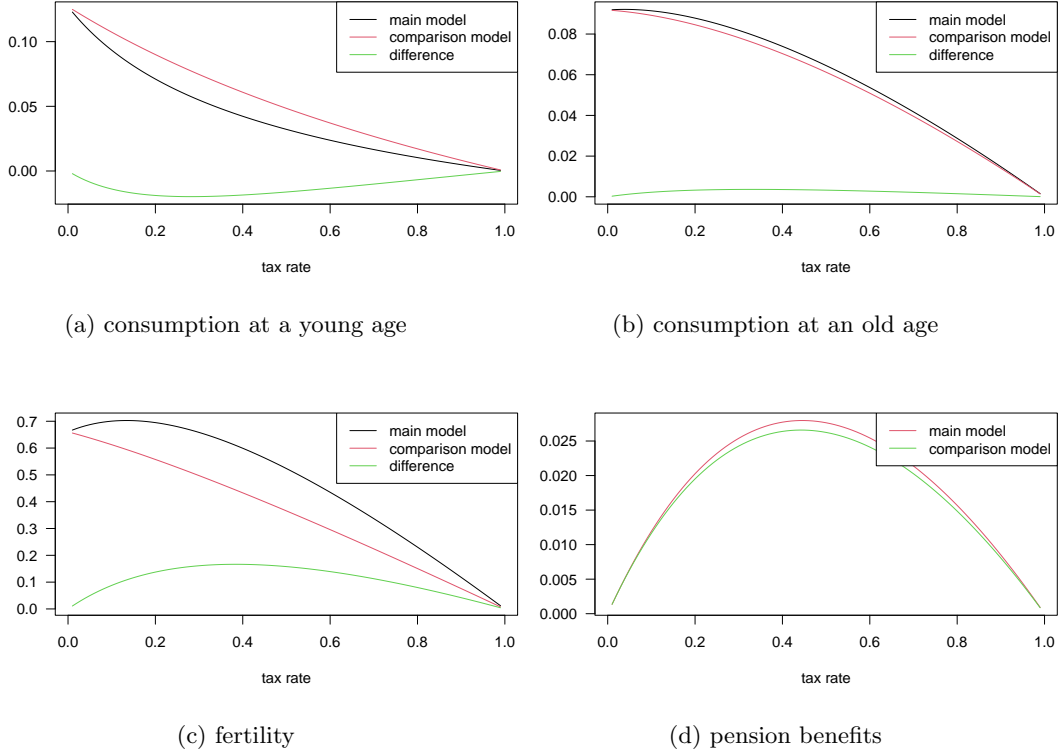 main model
comparison model
difference
0.10
0.05
0.00
0.0 0.2 0.4 0.6 0.8 1.0
tax rate
(a) consumption at a young age
main model
comparison model
difference
0.08
0.06
0.04
0.02
0.00
0.0 0.2 0.4 0.6 0.8 1.0
tax rate
(b) consumption at an old age
main model
comparison model
difference
0.7
0.6
0.5
0.4
0.3
0.2
0.1
0.0
0.0 0.2 0.4 0.6 0.8 1.0
tax rate
(c) fertility
main model
comparison model
0.025
0.020
0.015
0.010
0.005
0.000
0.0 0.2 0.4 0.6 0.8 1.0
tax rate
(d) pension benefits